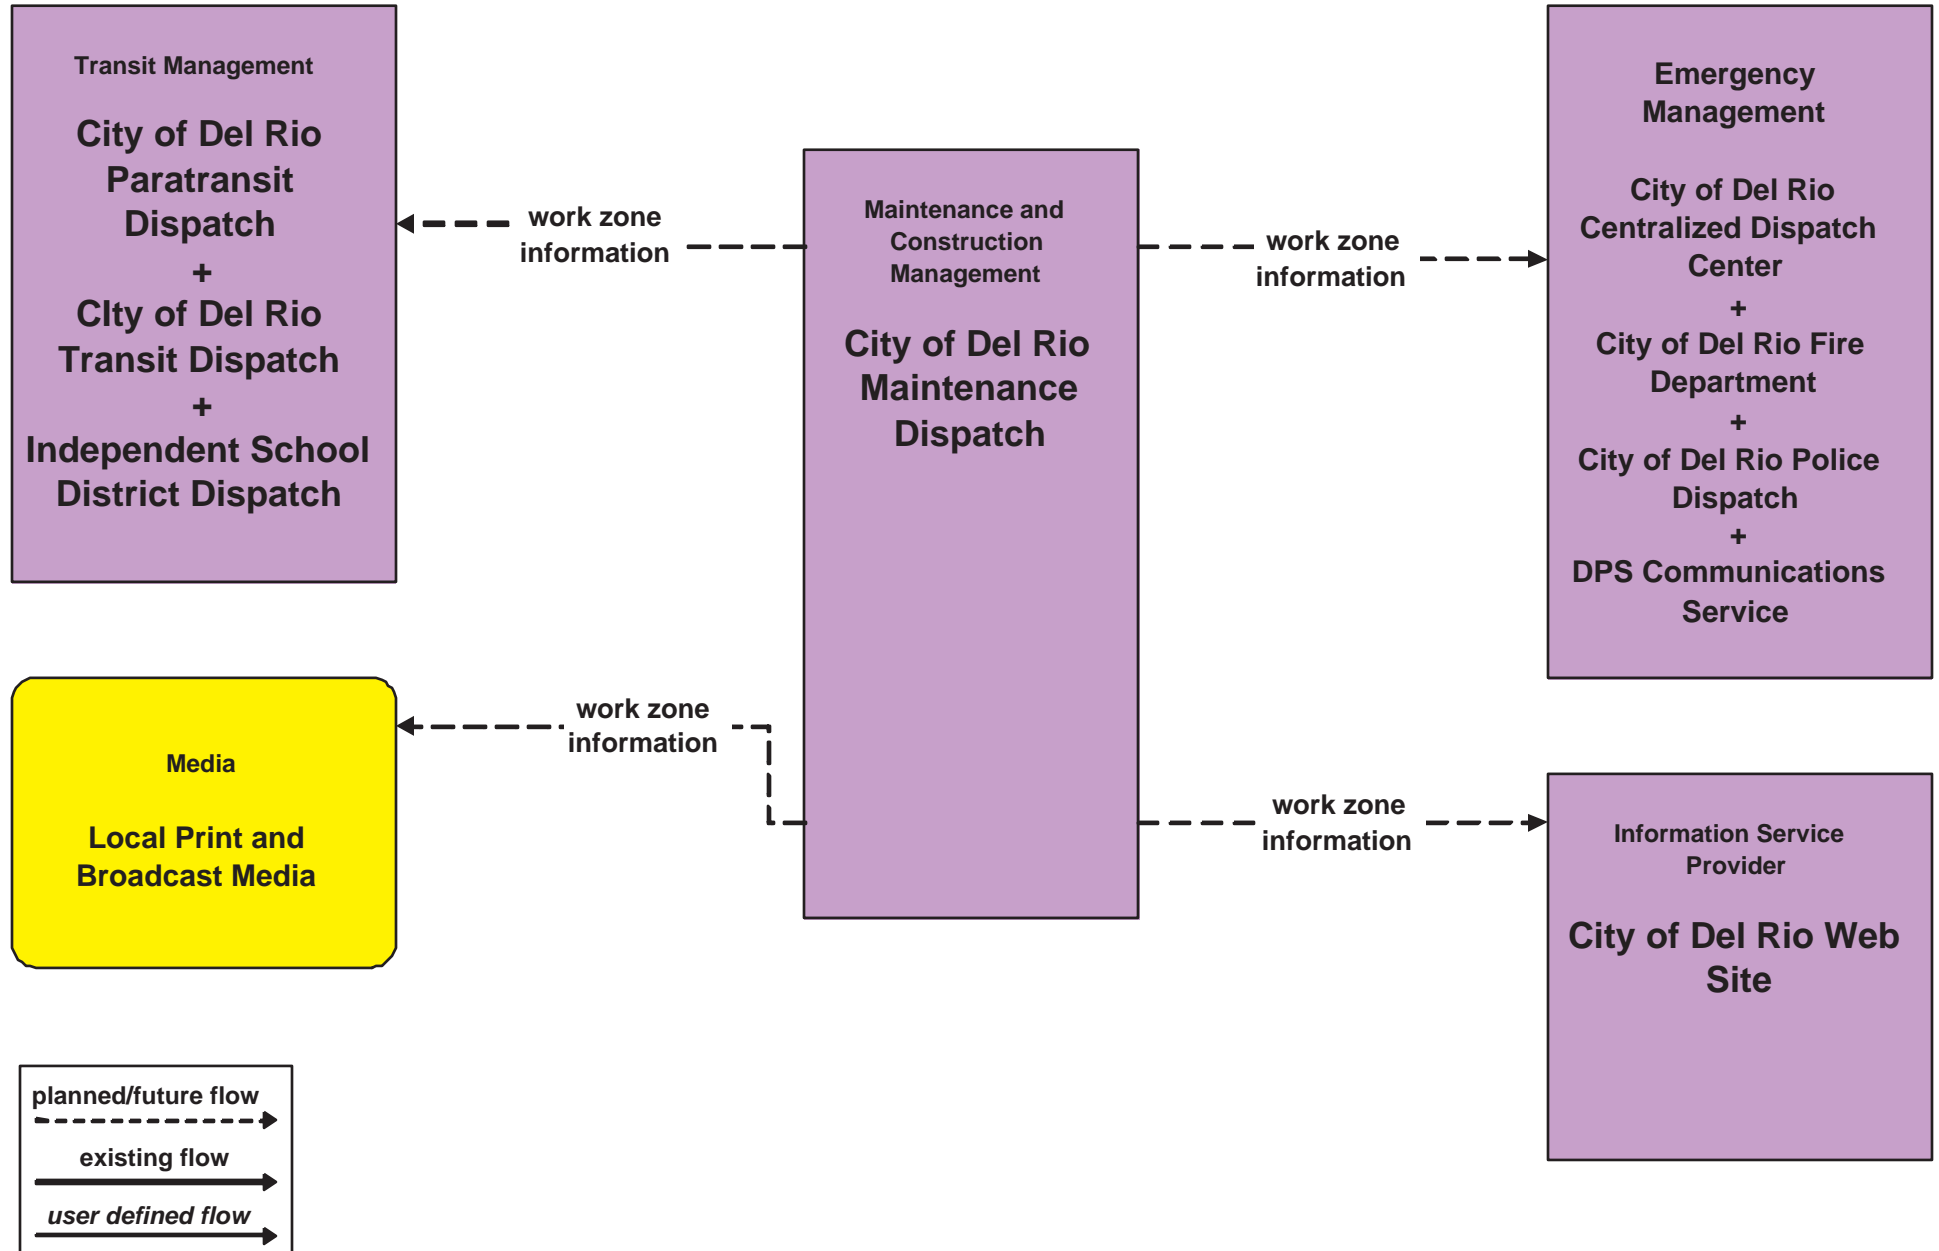 Transit Management
City of Del Rio
Paratransit
Dispatch
+
CIty of Del Rio
Transit Dispatch
+
Independent School
District Dispatch
work zone
information
Maintenance and
Construction
Management
City of Del Rio
Maintenance
Dispatch
work zone
information
Emergency
Management
City of Del Rio
Centralized Dispatch
Center
+
City of Del Rio Fire
Department
+
City of Del Rio Police
Dispatch
+
DPS Communications
Service
Media
Local Print and
Broadcast Media
work zone
information
work zone
information
Information Service
Provider
City of Del Rio Web
Site
planned/future flow
existing flow
user defined flow